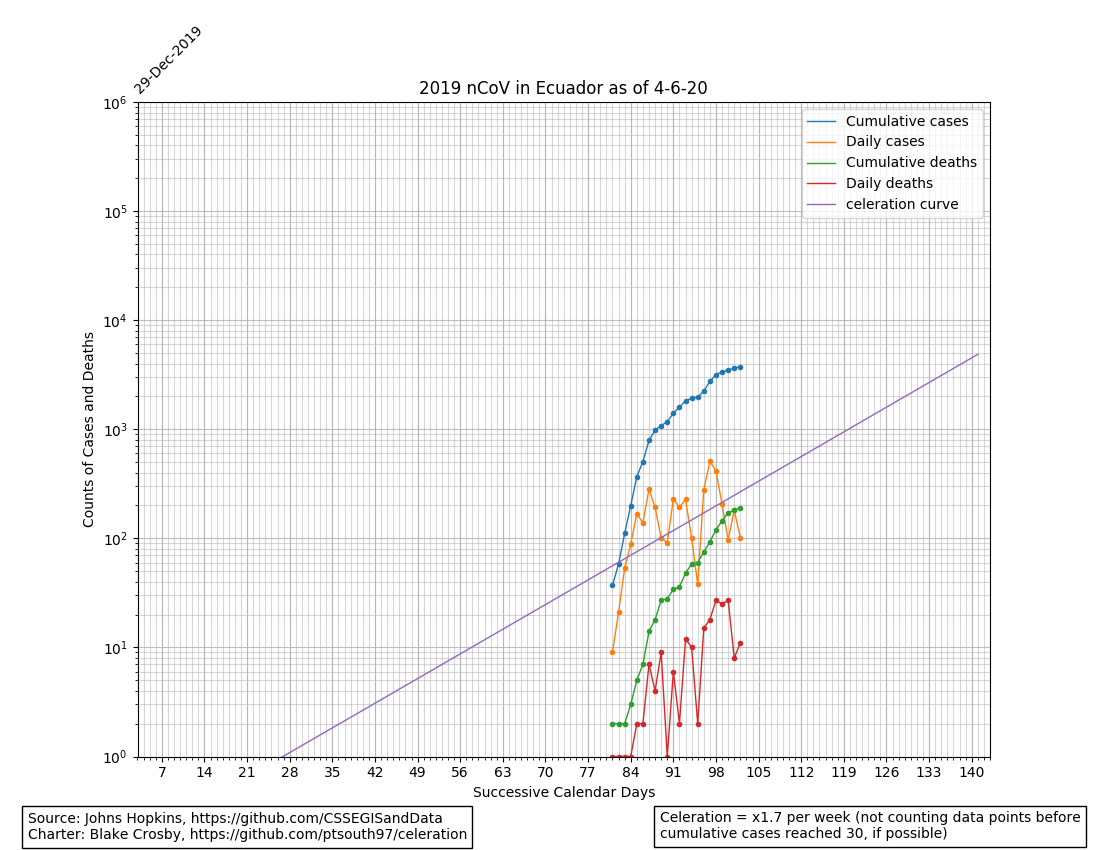 29-Dec-2019
2019 nCoV in Ecuador as of 4-6-20
10^6
10^5
10^4
10^3
10^2
10^1
10^0
Counts of Cases and Deaths
Cumulative cases
Daily cases
Cumulative deaths
Daily deaths
celeration curve
7 14 21 28 35 42 49 56 63 70 77 84 91 98 105 112 119 126 133 140
Successive Calendar Days
Source: Johns Hopkins, https://github.com/CSSEGISandData
Charter: Blake Crosby, https://github.com/ptsouth97/celeration
Celeration = x1.7 per week (not counting data points before
cumulative cases reached 30, if possible)